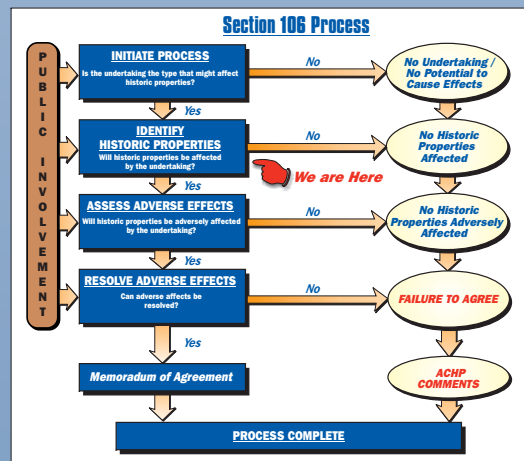 Section 106 Process
PUBLIC INVOLVEMENT
INITIATE PROCESS
Is the undertaking the type that might affect
historic properties?
No
No Undertaking /
No Potential to
Cause Effects
Yes
IDENTIFY
HISTORIC PROPERTIES
Will historic properties be affected
by the undertaking?
No
No Historic
Properties
Affected
We are Here
Yes
ASSESS ADVERSE EFFECTS
Will historic properties be adversely affected
by the undertaking?
No
No Historic
Properties Adversely
Affected
Yes
RESOLVE ADVERSE EFFECTS
Can adverse affects be
resolved?
No
FAILURE TO AGREE
Yes
Memoradum of Agreement
ACHP
COMMENTS
PROCESS COMPLETE